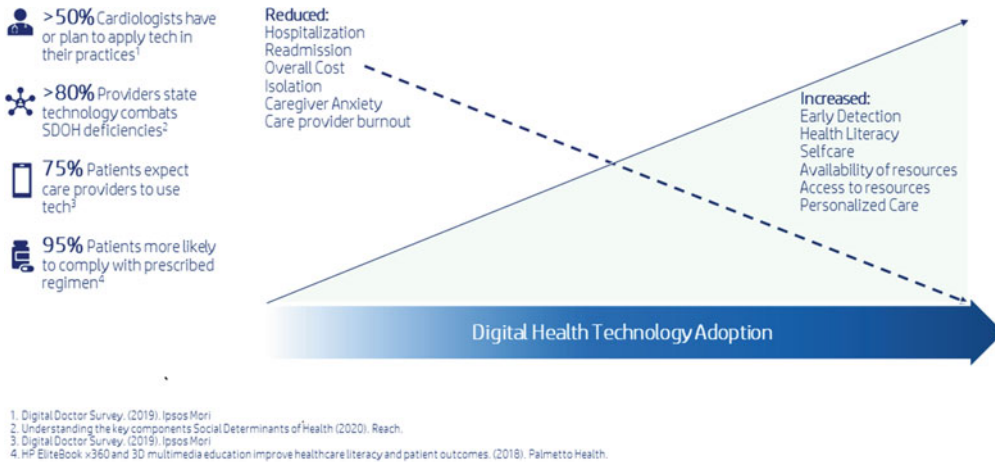 >50% Cardiologists have
or plan to apply tech in
their practices1
>80% Providers state
technology combats
SDOH deficiencies2
75% Patients expect
care providers to use
tech3
95% Patients more likely
to comply with prescribed
regimen4
Reduced:
Hospitalization
Readmission
Overall Cost
Isolation
Caregiver Anxiety
Care provider burnout
Increased:
Early Detection
Health Literacy
Selfcare
Availability of resources
Access to resources
Personalized Care
Digital Health Technology Adoption
1. Digital Doctor Survey. (2019). Ipsos Mori
2. Understanding the key components Social Determinants of Health (2020). Reach.
3. Digital Doctor Survey. (2019). Ipsos Mori
4. HP EliteBook x360 and 3D multimedia education improve healthcare literacy and patient outcomes. (2018). Palmetto Health.